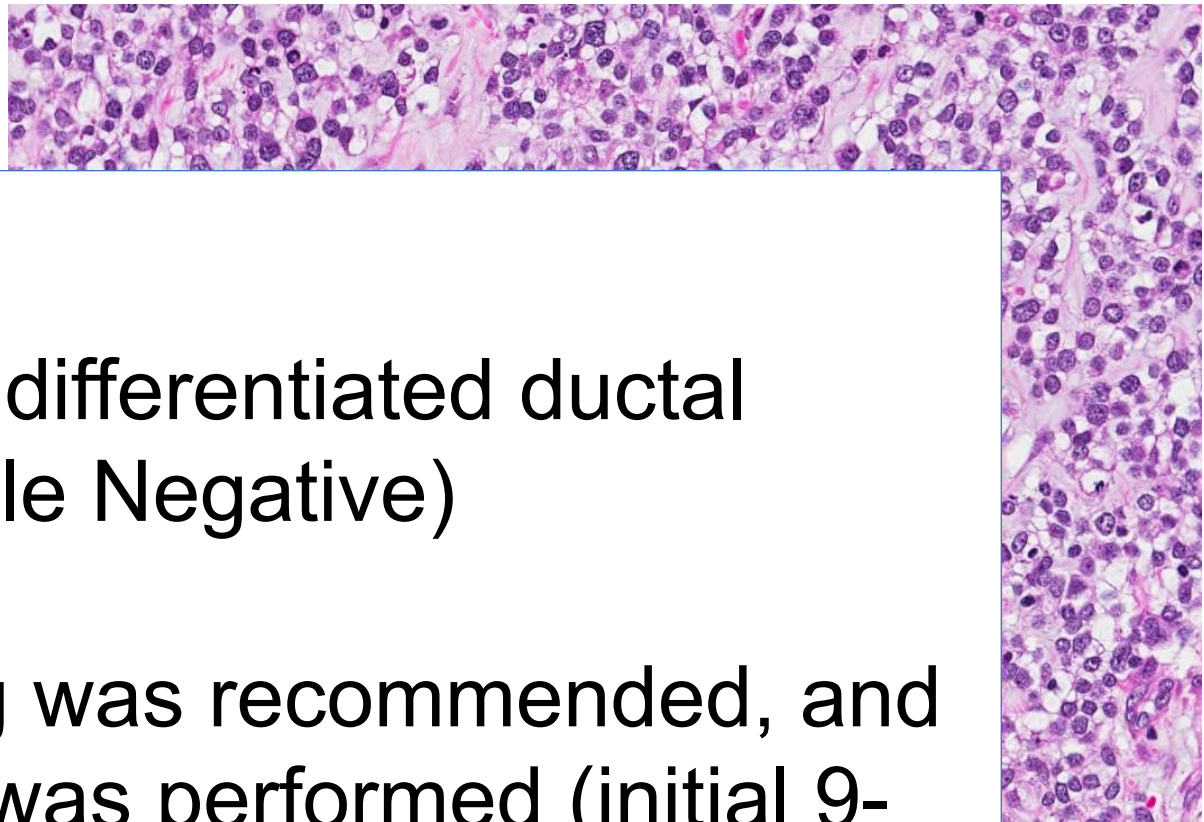 differentiated ductal
le Negative)
g was recommended, and
was performed (initial 9-